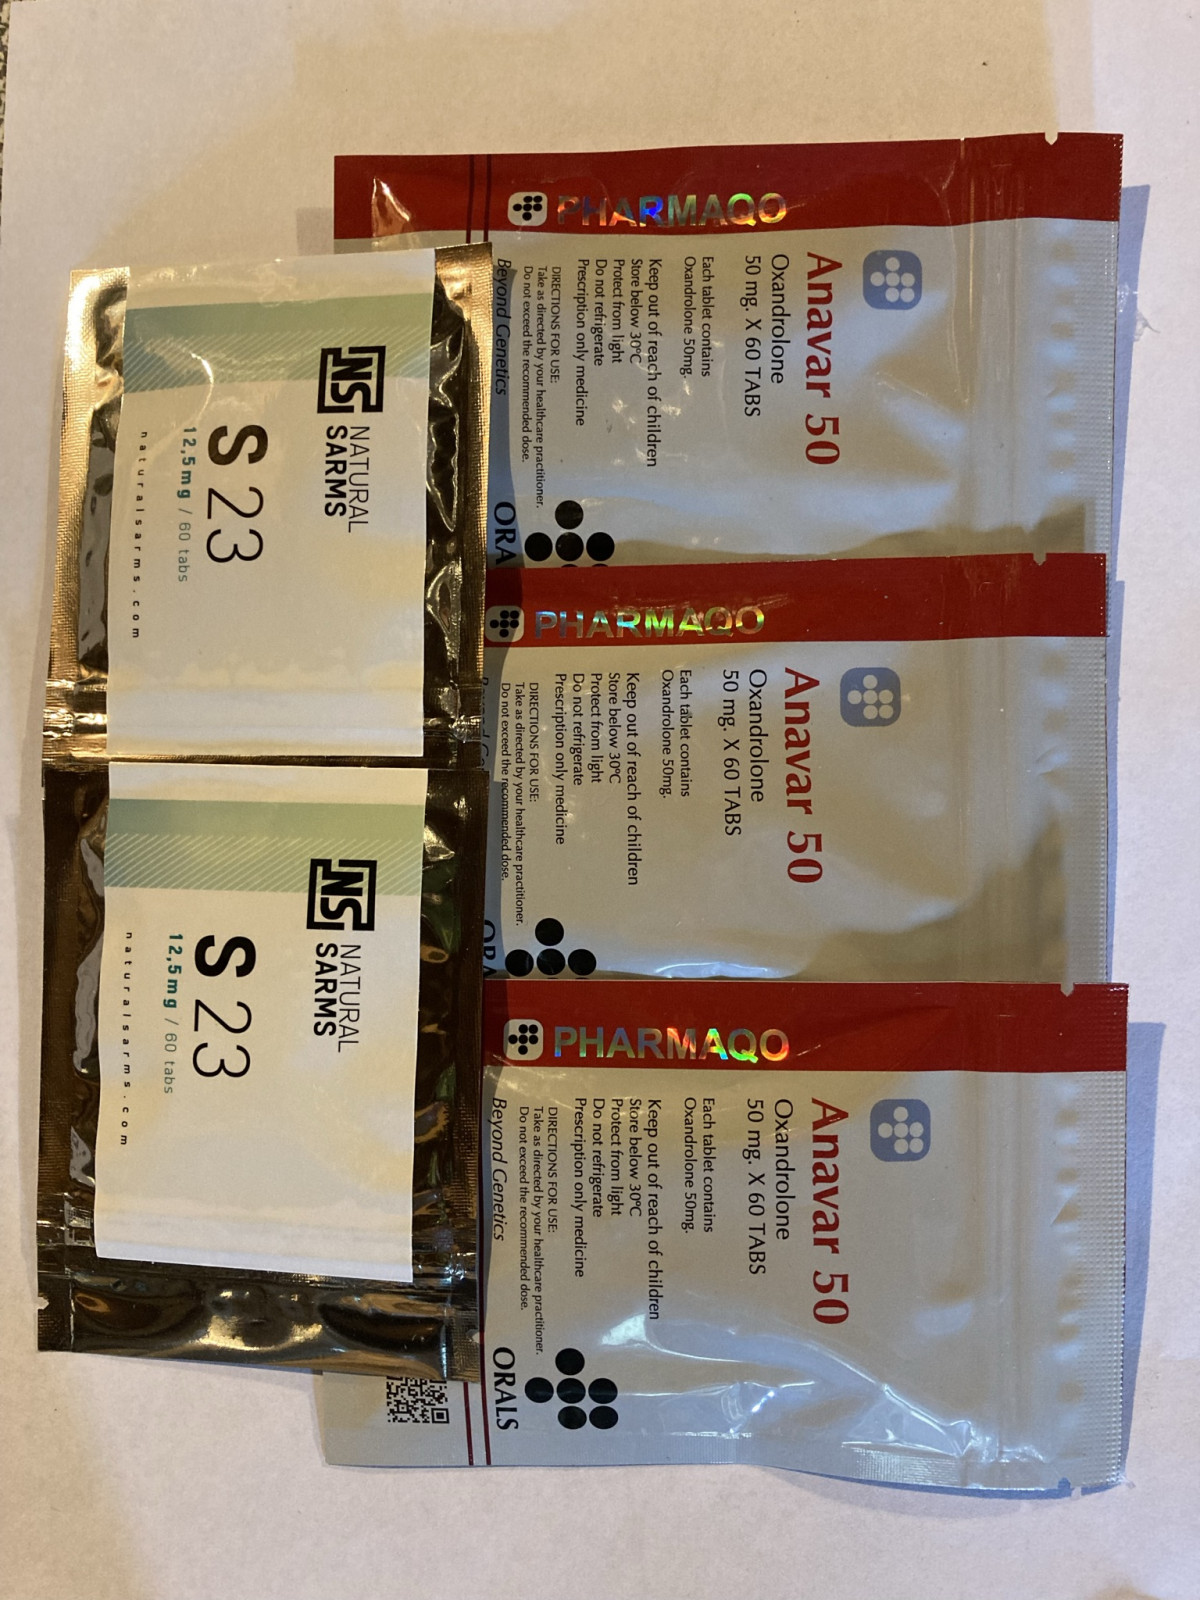 PHARMAQO
Anavar 50
Oxandrolone
50 mg. X 60 TABS
Each tablet contains
Oxandrolone 50mg.
Keep out of reach of children
Store below 30ºC
Protect from light
Do not refrigerate
Prescription only medicine
DIRECTIONS FOR USE:
Take as directed by your healthcare practitioner.
Do not exceed the recommended dose.
Beyond Genetics
ORA
PHARMAQO
Anavar 50
Oxandrolone
50 mg. X 60 TABS
Each tablet contains
Oxandrolone 50mg.
Keep out of reach of children
Store below 30ºC
Protect from light
Do not refrigerate
Prescription only medicine
DIRECTIONS FOR USE:
Take as directed by your healthcare practitioner.
Do not exceed the recommended dose.
ORA
PHARMAQO
Anavar 50
Oxandrolone
50 mg. X 60 TABS
Each tablet contains
Oxandrolone 50mg.
Keep out of reach of children
Store below 30ºC
Protect from light
Do not refrigerate
Prescription only medicine
DIRECTIONS FOR USE:
Take as directed by your healthcare practitioner.
Do not exceed the recommended dose.
Beyond Genetics
ORALS
NS NATURAL
SARMS
S 23
12,5mg / 60 tabs
naturalsarms.com
NS NATURAL
SARMS
S 23
12,5mg / 60 tabs
naturalsarms.com